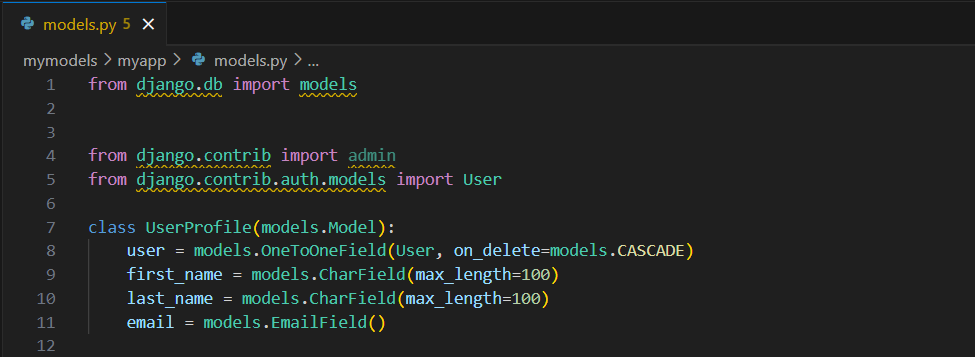 models.py 5 ×
mymodels > myapp > models.py > ...
1 from django.db import models
2
3
4 from django.contrib import admin
5 from django.contrib.auth.models import User
6
7 class UserProfile(models.Model):
8     user = models.OneToOneField(User, on_delete=models.CASCADE)
9     first_name = models.CharField(max_length=100)
10     last_name = models.CharField(max_length=100)
11     email = models.EmailField()
12